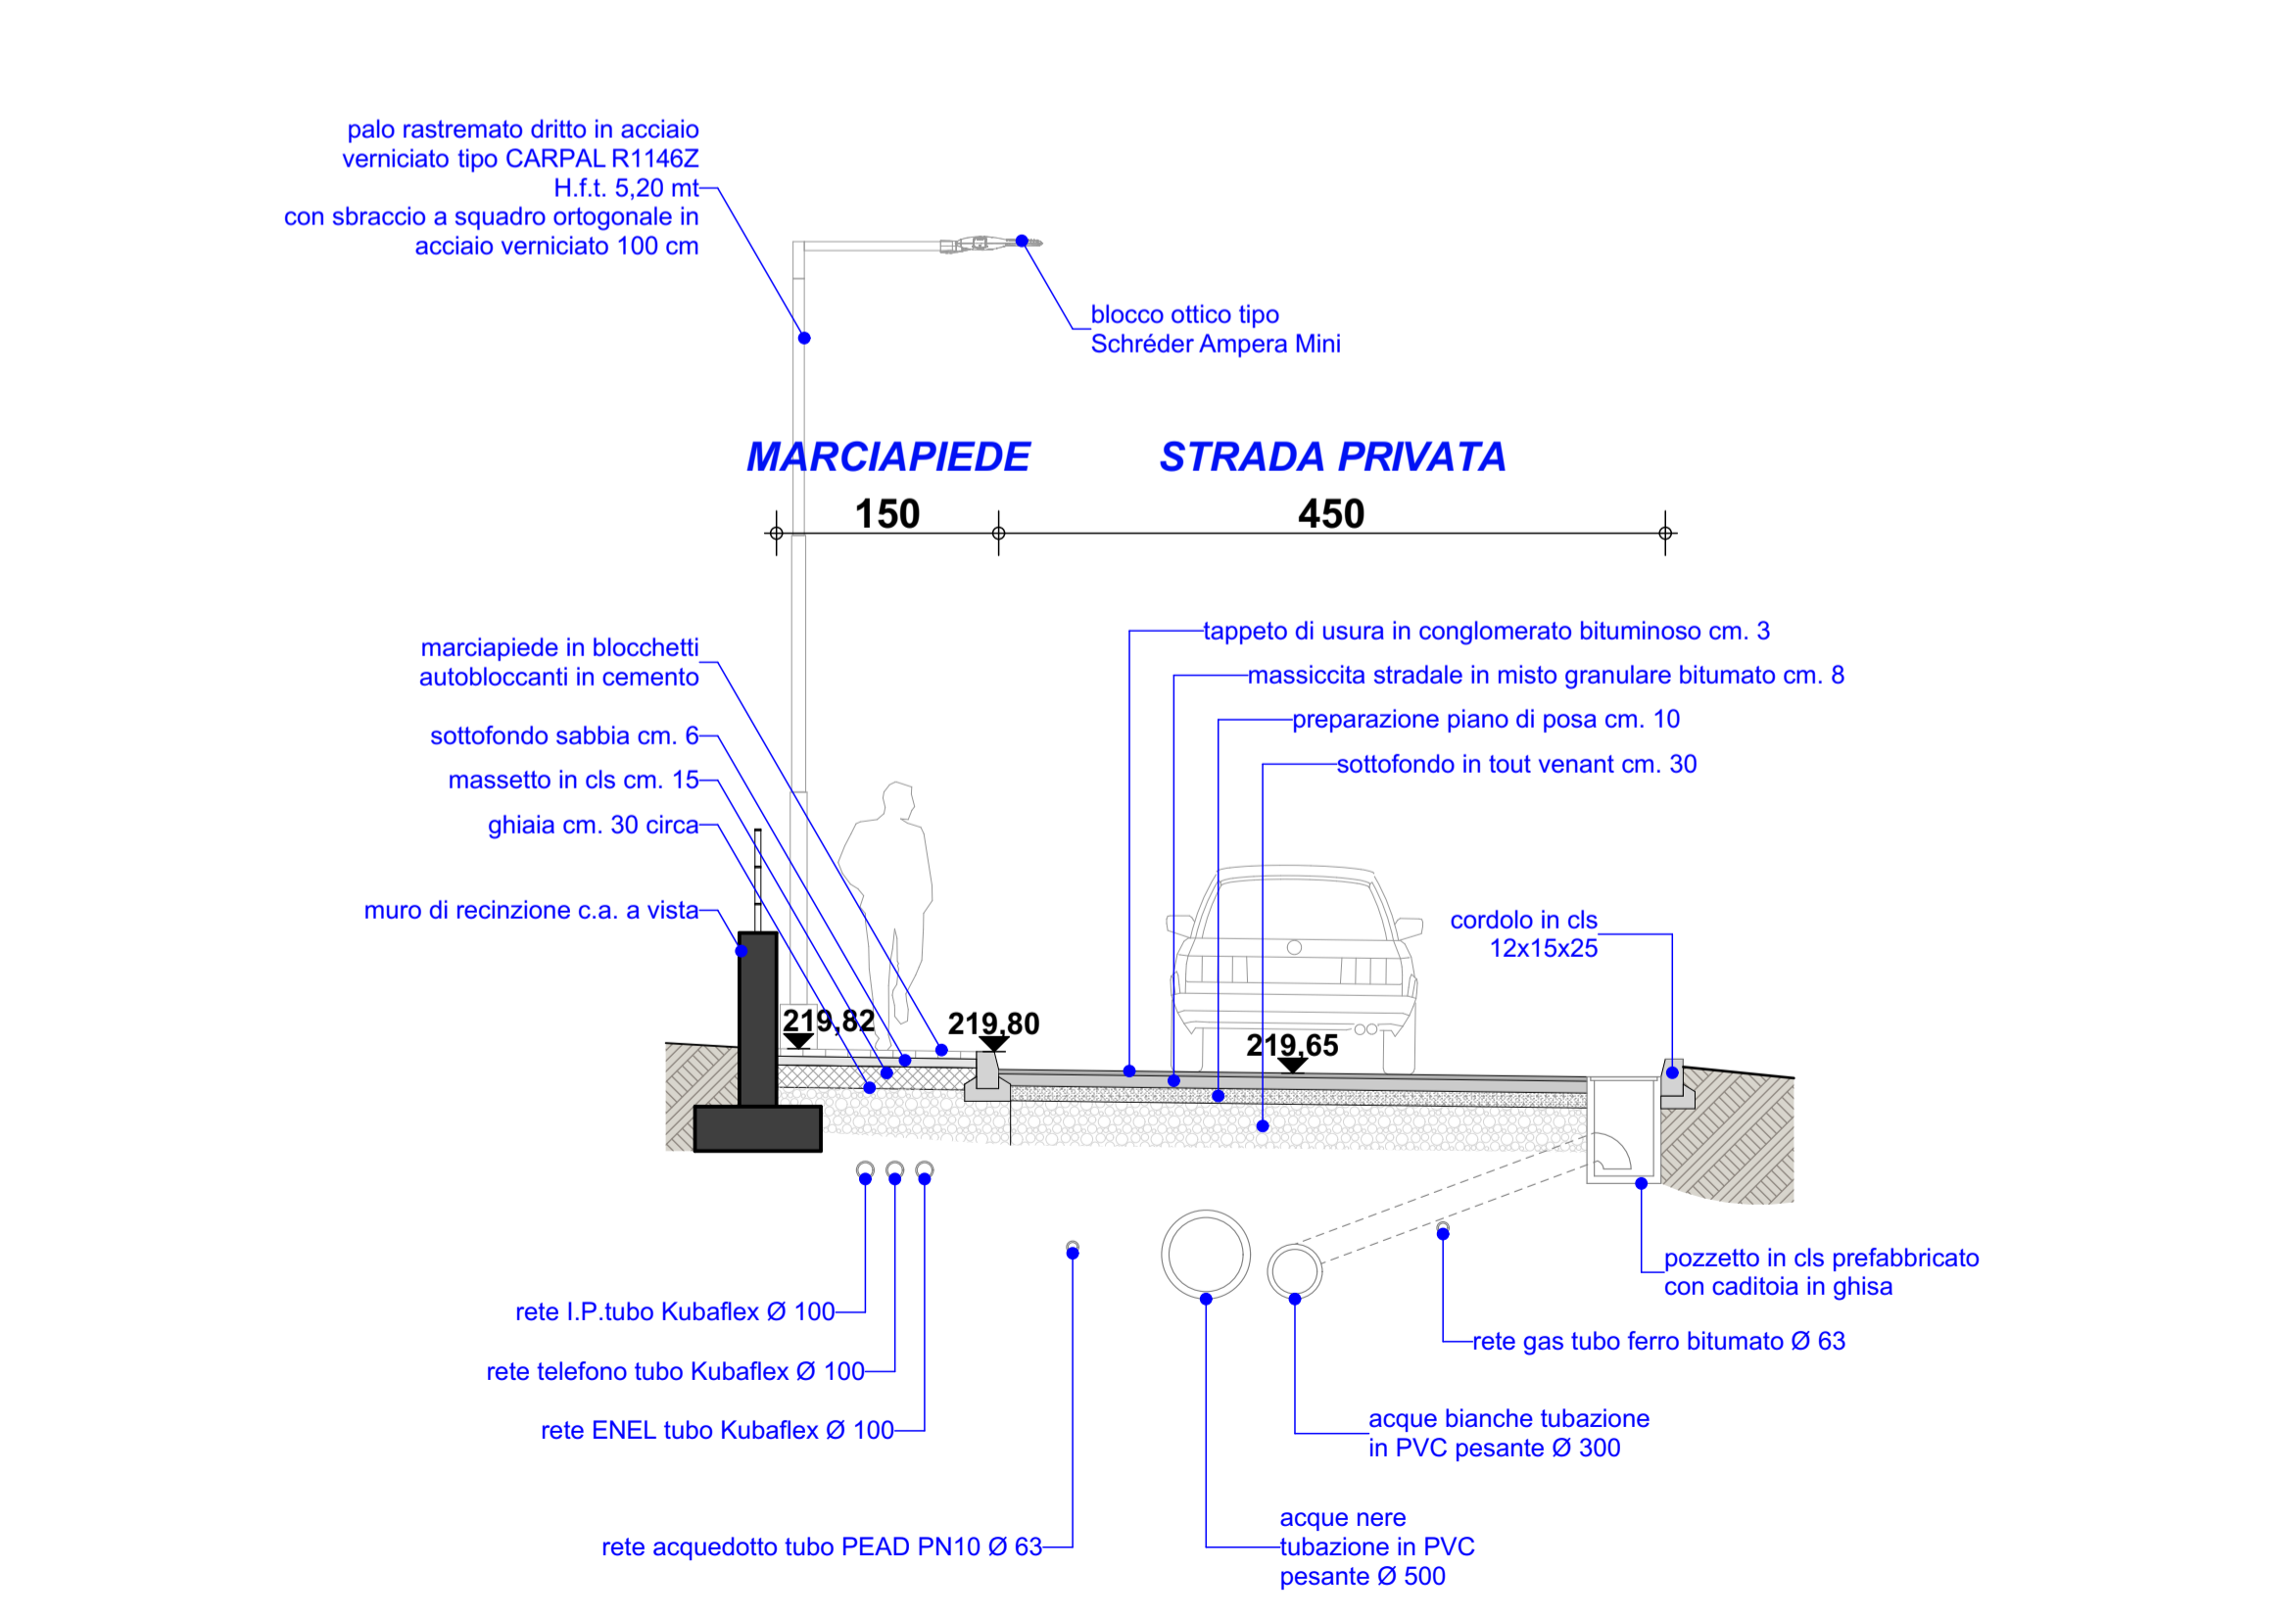 palo rastremato dritto in acciaio
verniciato tipo CARPAL R1146Z
H.f.t. 5,20 mt
con sbraccio a squadro ortogonale in
acciaio verniciato 100 cm
blocco ottico tipo
Schréder Ampera Mini
MARCIAPIEDE
STRADA PRIVATA
150
450
tappeto di usura in conglomerato bituminoso cm. 3
massiccita stradale in misto granulare bitumato cm. 8
preparazione piano di posa cm. 10
sottofondo in tout venant cm. 30
marciapiede in blocchetti
autobloccanti in cemento
sottofondo sabbia cm. 6
massetto in cls cm. 15
ghiaia cm. 30 circa
muro di recinzione c.a. a vista
cordolo in cls
12x15x25
219,82
219,80
219,65
pozzetto in cls prefabbricato
con caditoia in ghisa
rete I.P.tubo Kubaflex Ø 100
rete gas tubo ferro bitumato Ø 63
rete telefono tubo Kubaflex Ø 100
rete ENEL tubo Kubaflex Ø 100
acque bianche tubazione
in PVC pesante Ø 300
rete acquedotto tubo PEAD PN10 Ø 63
acque nere
tubazione in PVC
pesante Ø 500